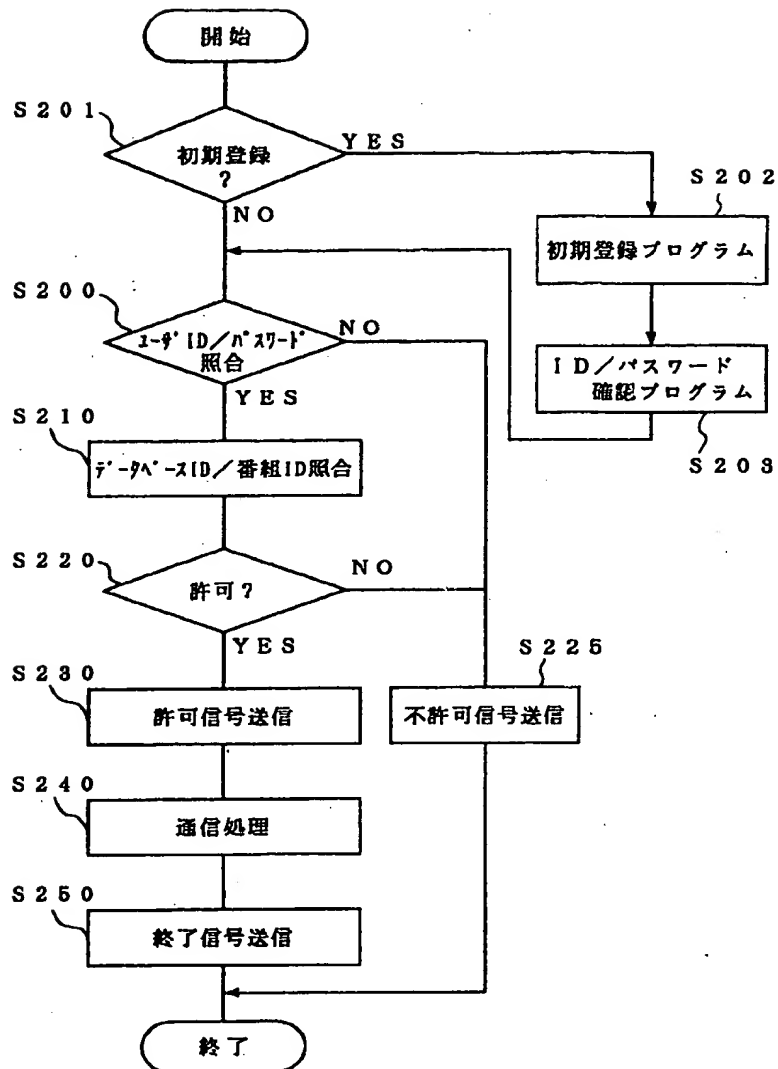 開始
S201
初期登録
?
YES
NO
S202
初期登録プログラム
ID/パスワード
確認プログラム
S203
S200
ユーザID/パスワード
照合
NO
YES
S210
データベースID/番組ID照合
S220
許可?
NO
YES
S225
不許可信号送信
S230
許可信号送信
S240
通信処理
S250
終了信号送信
終了